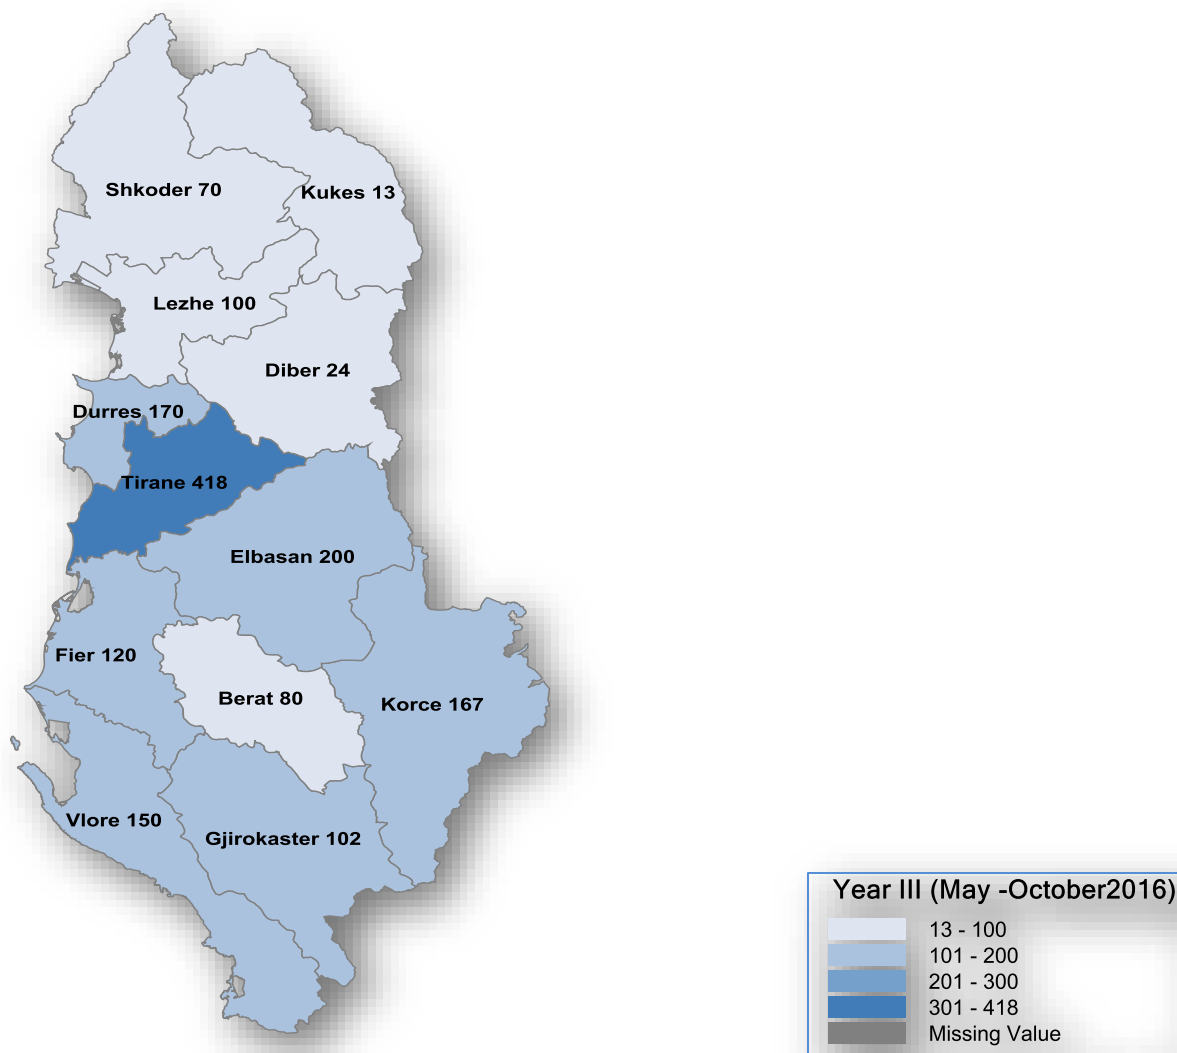 Shkoder 70
Kukes 13
Lezhe 100
Diber 24
Durres 170
Tirane 418
Elbasan 200
Fier 120
Berat 80
Korce 167
Vlore 150
Gjirokaster 102
Year III (May -October2016)
13 - 100
101 - 200
201 - 300
301 - 418
Missing Value